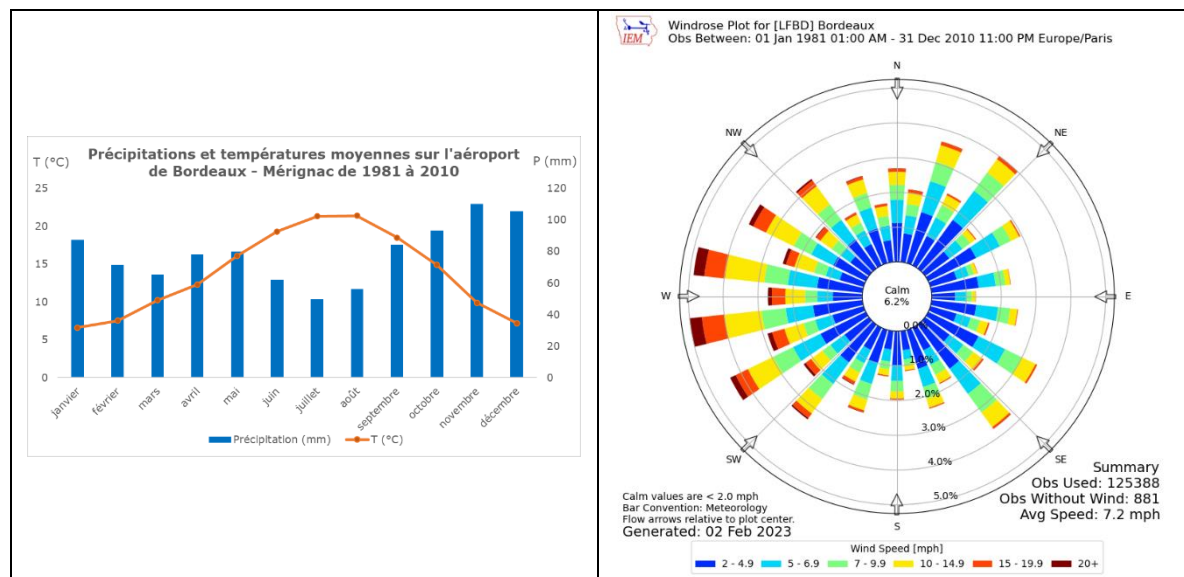 T (°C)
Précipitations et températures moyennes sur l'aéroport
de Bordeaux - Mérignac de 1981 à 2010
P (mm)
25
20
15
10
5
0
120
100
80
60
40
20
0
janvier
février
mars
avril
mai
juin
juillet
août
septembre
octobre
novembre
décembre
Précipitation (mm)
T (°C)
IEM
Windrose Plot for [LFBD] Bordeaux
Obs Between: 01 Jan 1981 01:00 AM - 31 Dec 2010 11:00 PM Europe/Paris
N
NW
NE
W
Calm
6.2%
E
0.0%
1.0%
2.0%
3.0%
4.0%
5.0%
SW
SE
S
Summary
Obs Used: 125388
Obs Without Wind: 881
Avg Speed: 7.2 mph
Calm values are < 2.0 mph
Bar Convention: Meteorology
Flow arrows relative to plot center.
Generated: 02 Feb 2023
Wind Speed [mph]
2 - 4.9
5 - 6.9
7 - 9.9
10 - 14.9
15 - 19.9
20+